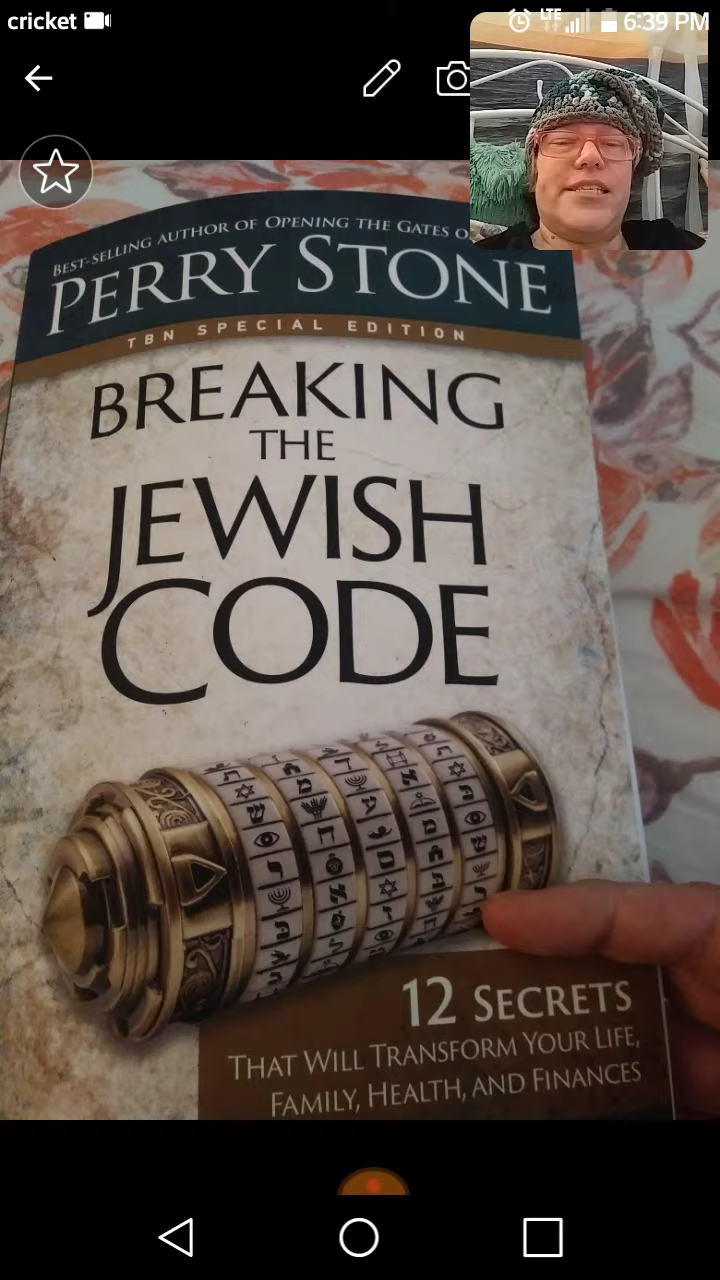 cricket LTE 6:39 PM
BEST-SELLING AUTHOR OF OPENING THE GATES
PERRY STONE
TBN SPECIAL EDITION
BREAKING
THE
JEWISH
CODE
12 SECRETS
THAT WILL TRANSFORM YOUR LIFE,
FAMILY, HEALTH, AND FINANCES